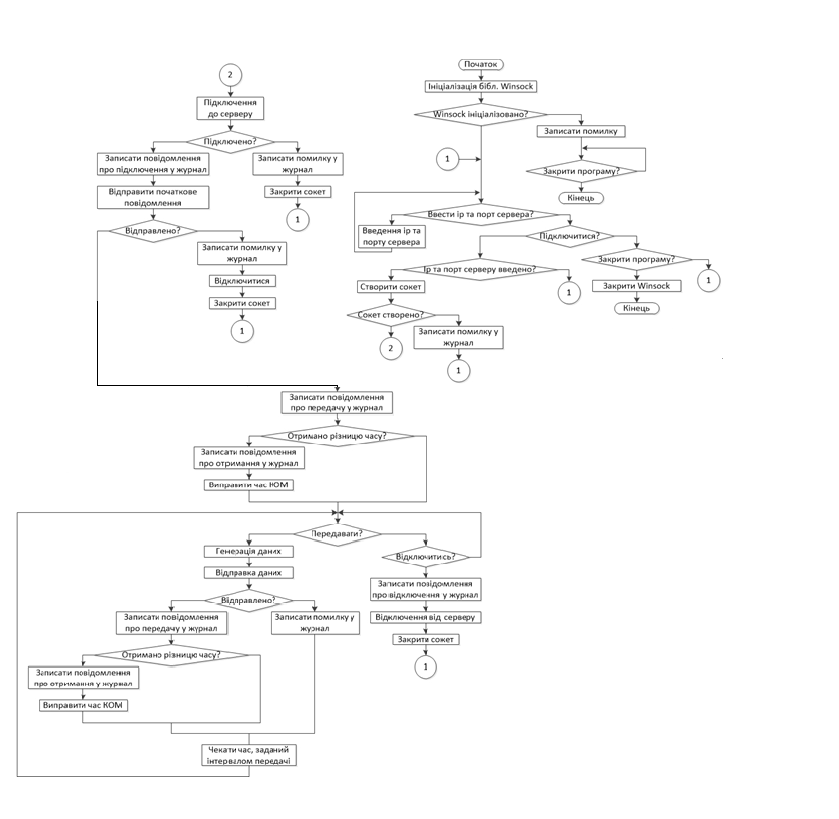 2
Підключення
до серверу
Підключено?
Записати повідомлення
про підключення у журнал
Записати помилку у
журнал
Відправити початкове
повідомлення
Закрити сокет
1
Відправлено?
Записати помилку у
журнал
Відключитися
Закрити сокет
1
Початок
Ініціалізація бібл. Winsock
Winsock ініціалізовано?
Записати помилку
1
Закрити програму?
Кінець
Ввести ір та порт сервера?
Введення ір та
порту сервера
Підключитися?
Ір та порт серверу введено?
Закрити програму?
Створити сокет
1
Закрити Winsock
1
Кінець
Сокет створено?
2
Записати помилку у
журнал
1
Записати повідомлення
про передачу у журнал
Отримано різницю часу?
Записати повідомлення
про отримання у журнал
Виправити час КОМ
Передавати?
Генерація даних
Відключитись?
Відправка даних
Записати повідомлення
про відключення у журнал
Відправлено?
Записати повідомлення
про передачу у журнал
Записати помилку у
журнал
Відключення від серверу
Закрити сокет
Отримано різницю часу?
1
Записати повідомлення
про отримання у журнал
Виправити час КОМ
Чекати час, заданий
інтервалом передачі